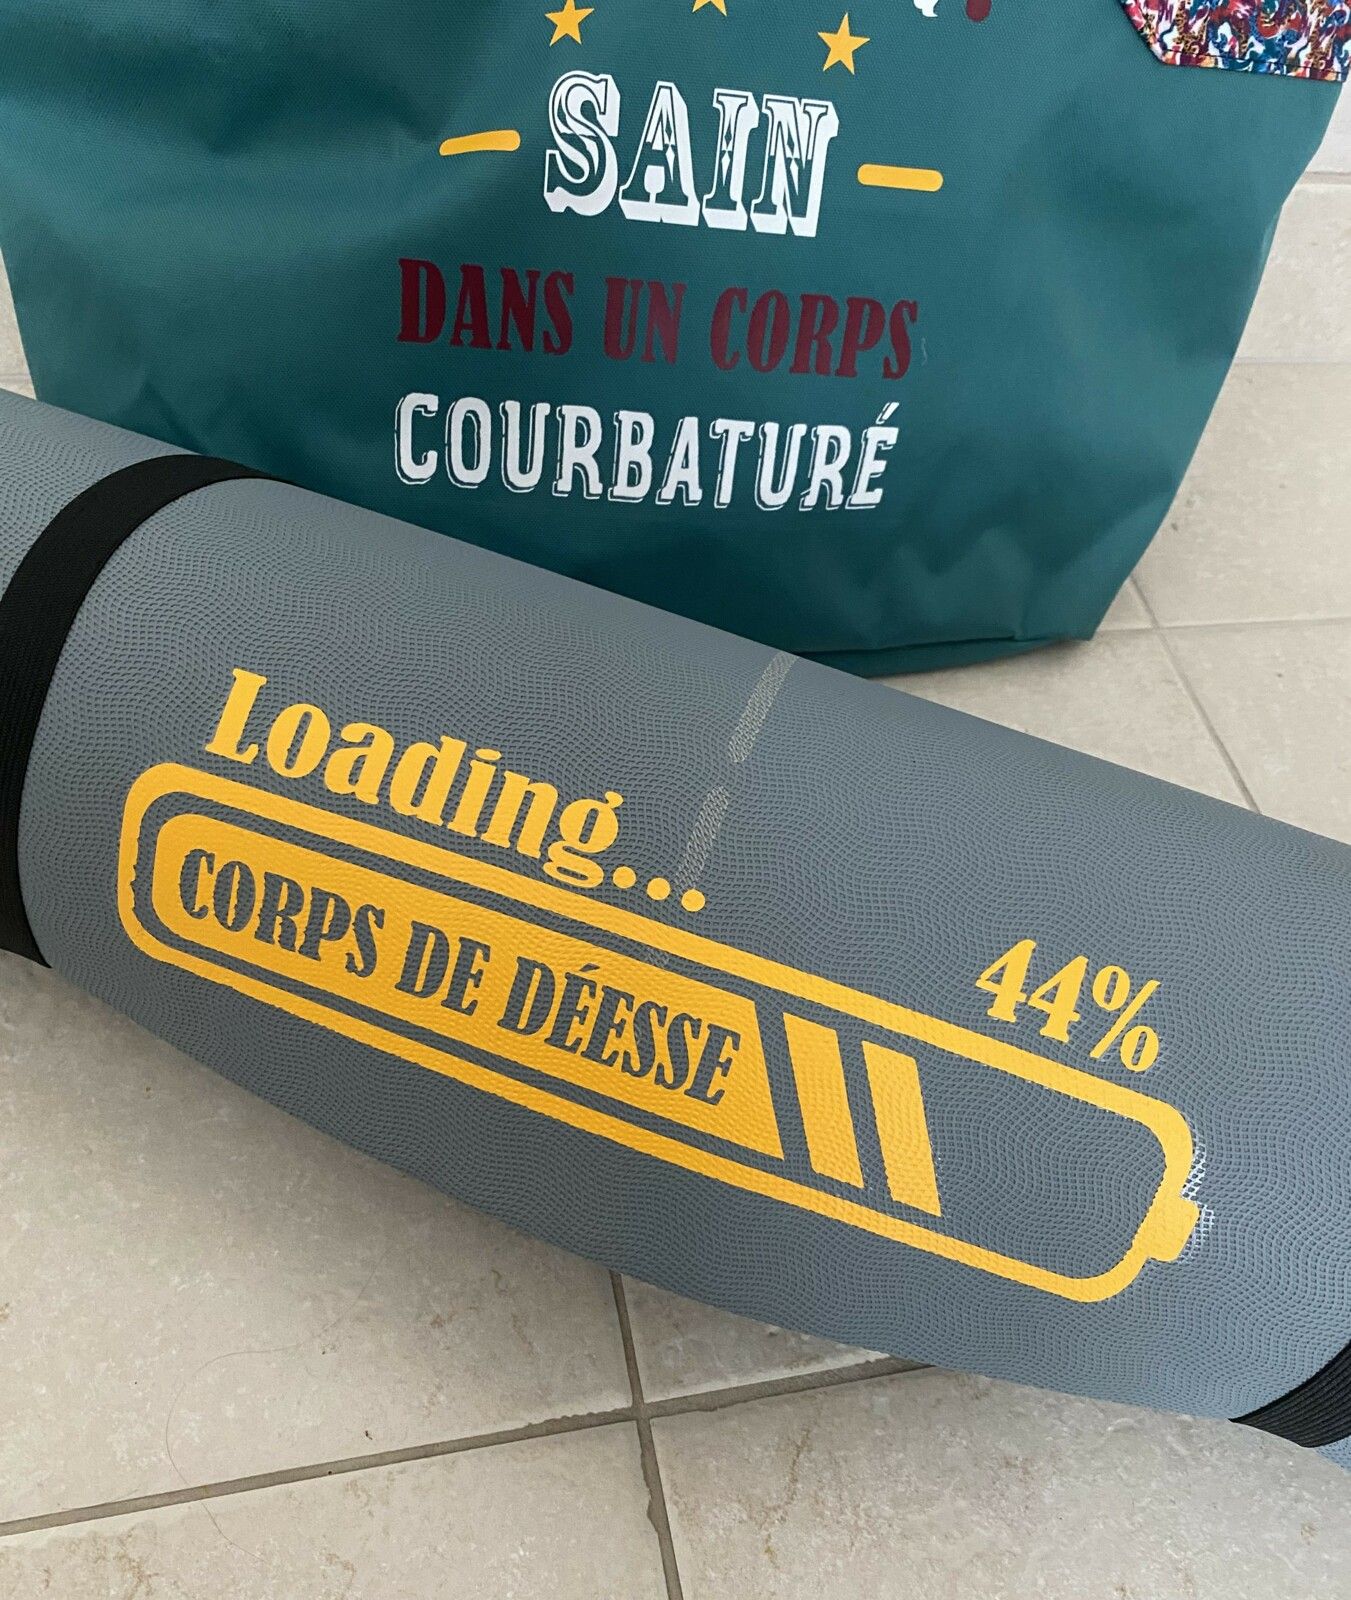 SAIN
DANS UN CORPS
COURBATURÉ
Loading...
44%
CORPS DE DÉESSE